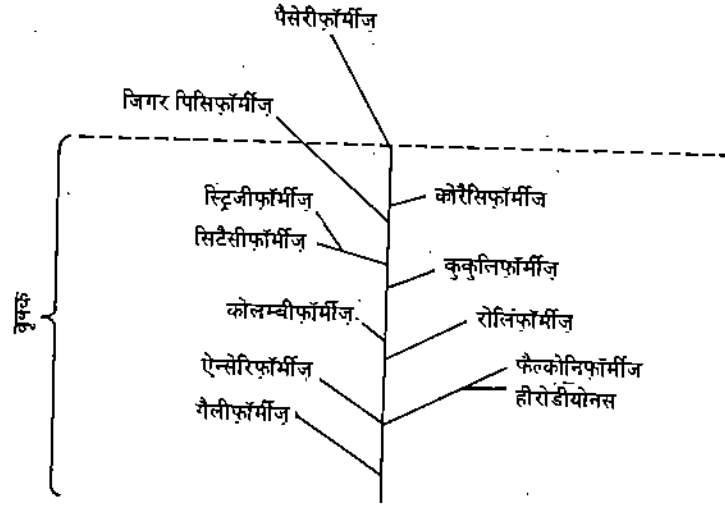 पैसेरीफ़ॉर्मीज़
जिगर पिसिफ़ॉर्मीज़
स्ट्रिजीफ़ॉर्मीज़
कोरैसिफ़ॉर्मीज
सिटैसीफ़ॉर्मीज़
कुकुलिफ़ॉर्मीज़
कोलम्बीफ़ॉर्मीज़
रोलिफ़ॉर्मीज़
वृक्क
ऐन्सेरिफ़ॉर्मीज़
फैल्कोनिफ़ॉर्मीज
हीरोडीयोनस
गैलीफ़ॉर्मीज़